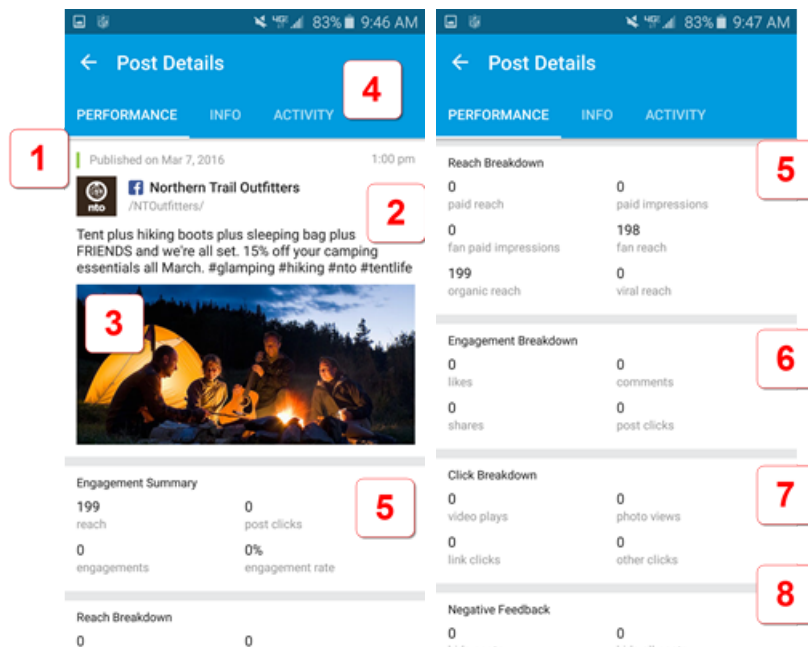 83% 9:46 AM
Post Details
4
PERFORMANCE INFO ACTIVITY
1
Published on Mar 7, 2016 1:00 pm
nto
Northern Trail Outfitters
/NTOutfitters/
2
Tent plus hiking boots plus sleeping bag plus
FRIENDS and we're all set. 15% off your camping
essentials all March. #glamping #hiking #nto #tentlife
3
Engagement Summary
199 0
reach post clicks
5
0 0%
engagements engagement rate
Reach Breakdown
0 0
83% 9:47 AM
Post Details
PERFORMANCE INFO ACTIVITY
Reach Breakdown
5
0 0
paid reach paid impressions
0 198
fan paid impressions fan reach
199 0
organic reach viral reach
Engagement Breakdown
6
0 0
likes comments
0 0
shares post clicks
Click Breakdown
7
0 0
video plays photo views
0 0
link clicks other clicks
8
Negative Feedback
0 0